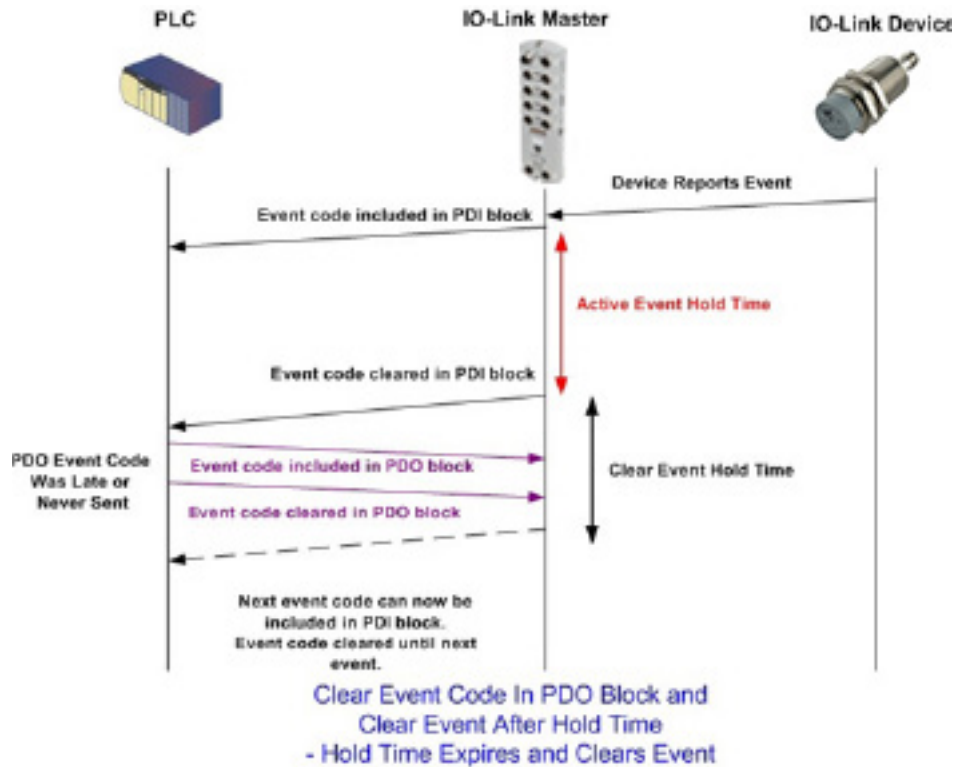 PLC
IO-Link Master
IO-Link Device
Device Reports Event
Event code included in PDI block
Active Event Hold Time
Event code cleared in PDI block
PDO Event Code
Was Late or
Never Sent
Event code included in PDO block
Clear Event Hold Time
Event code cleared in PDO block
Next event code can now be
included in PDI block.
Event code cleared until next
event.
Clear Event Code In PDO Block and
Clear Event After Hold Time
- Hold Time Expires and Clears Event